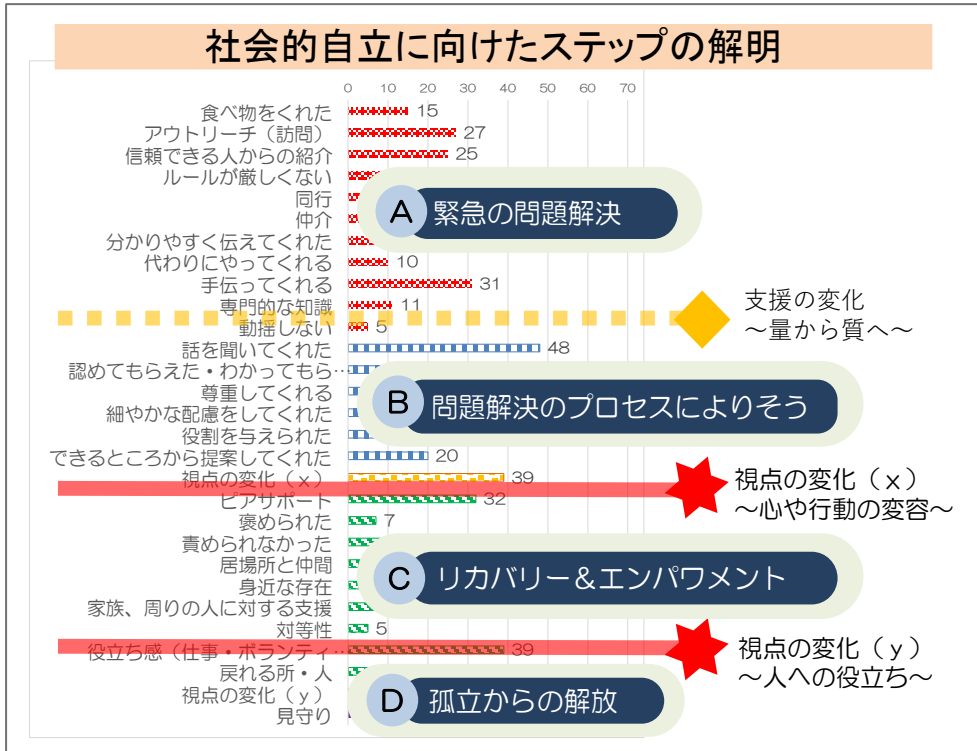 社会的自立に向けたステップの解明
0 10 20 30 40 50 60 70
食べ物をくれた 15
アウトリーチ（訪問） 27
信頼できる人からの紹介 25
ルールが厳しくない
同行
仲介
分かりやすく伝えてくれた
代わりにやってくれる 10
手伝ってくれる 31
専門的な知識 11
動揺しない 5
話を聞いてくれた 48
認めてもらえた・わかってもら…
尊重してくれる
細やかな配慮をしてくれた
役割を与えられた
できるところから提案してくれた 20
視点の変化（ｘ） 39
ピアサポート 32
褒められた 7
責められなかった
居場所と仲間
身近な存在
家族、周りの人に対する支援
対等性 5
役立ち感（仕事・ボランティ… 39
戻れる所・人
視点の変化（ｙ）
見守り
A 緊急の問題解決
支援の変化
～量から質へ～
B 問題解決のプロセスによりそう
視点の変化（ｘ）
～心や行動の変容～
C リカバリー＆エンパワメント
視点の変化（ｙ）
～人への役立ち～
D 孤立からの解放